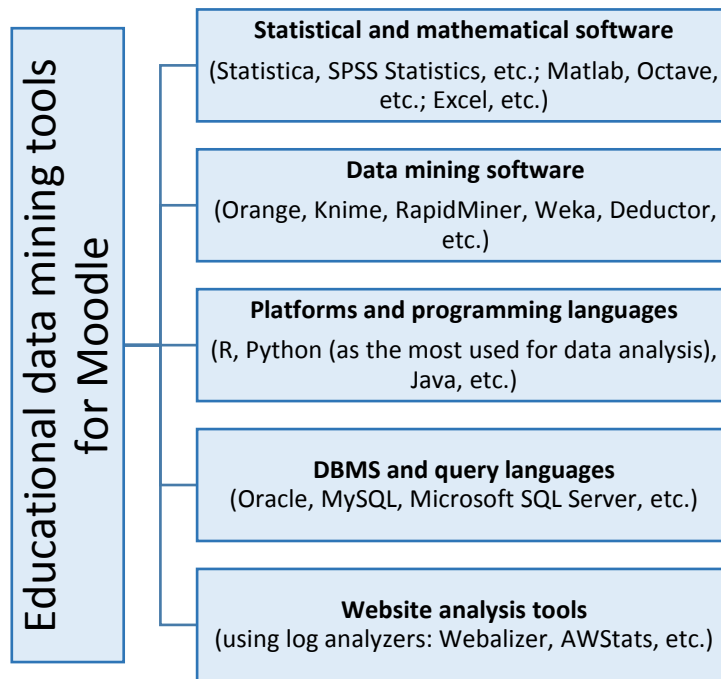 Educational data mining tools
for Moodle
Statistical and mathematical software
(Statistica, SPSS Statistics, etc.; Matlab, Octave,
etc.; Excel, etc.)
Data mining software
(Orange, Knime, RapidMiner, Weka, Deductor,
etc.)
Platforms and programming languages
(R, Python (as the most used for data analysis),
Java, etc.)
DBMS and query languages
(Oracle, MySQL, Microsoft SQL Server, etc.)
Website analysis tools
(using log analyzers: Webalizer, AWStats, etc.)